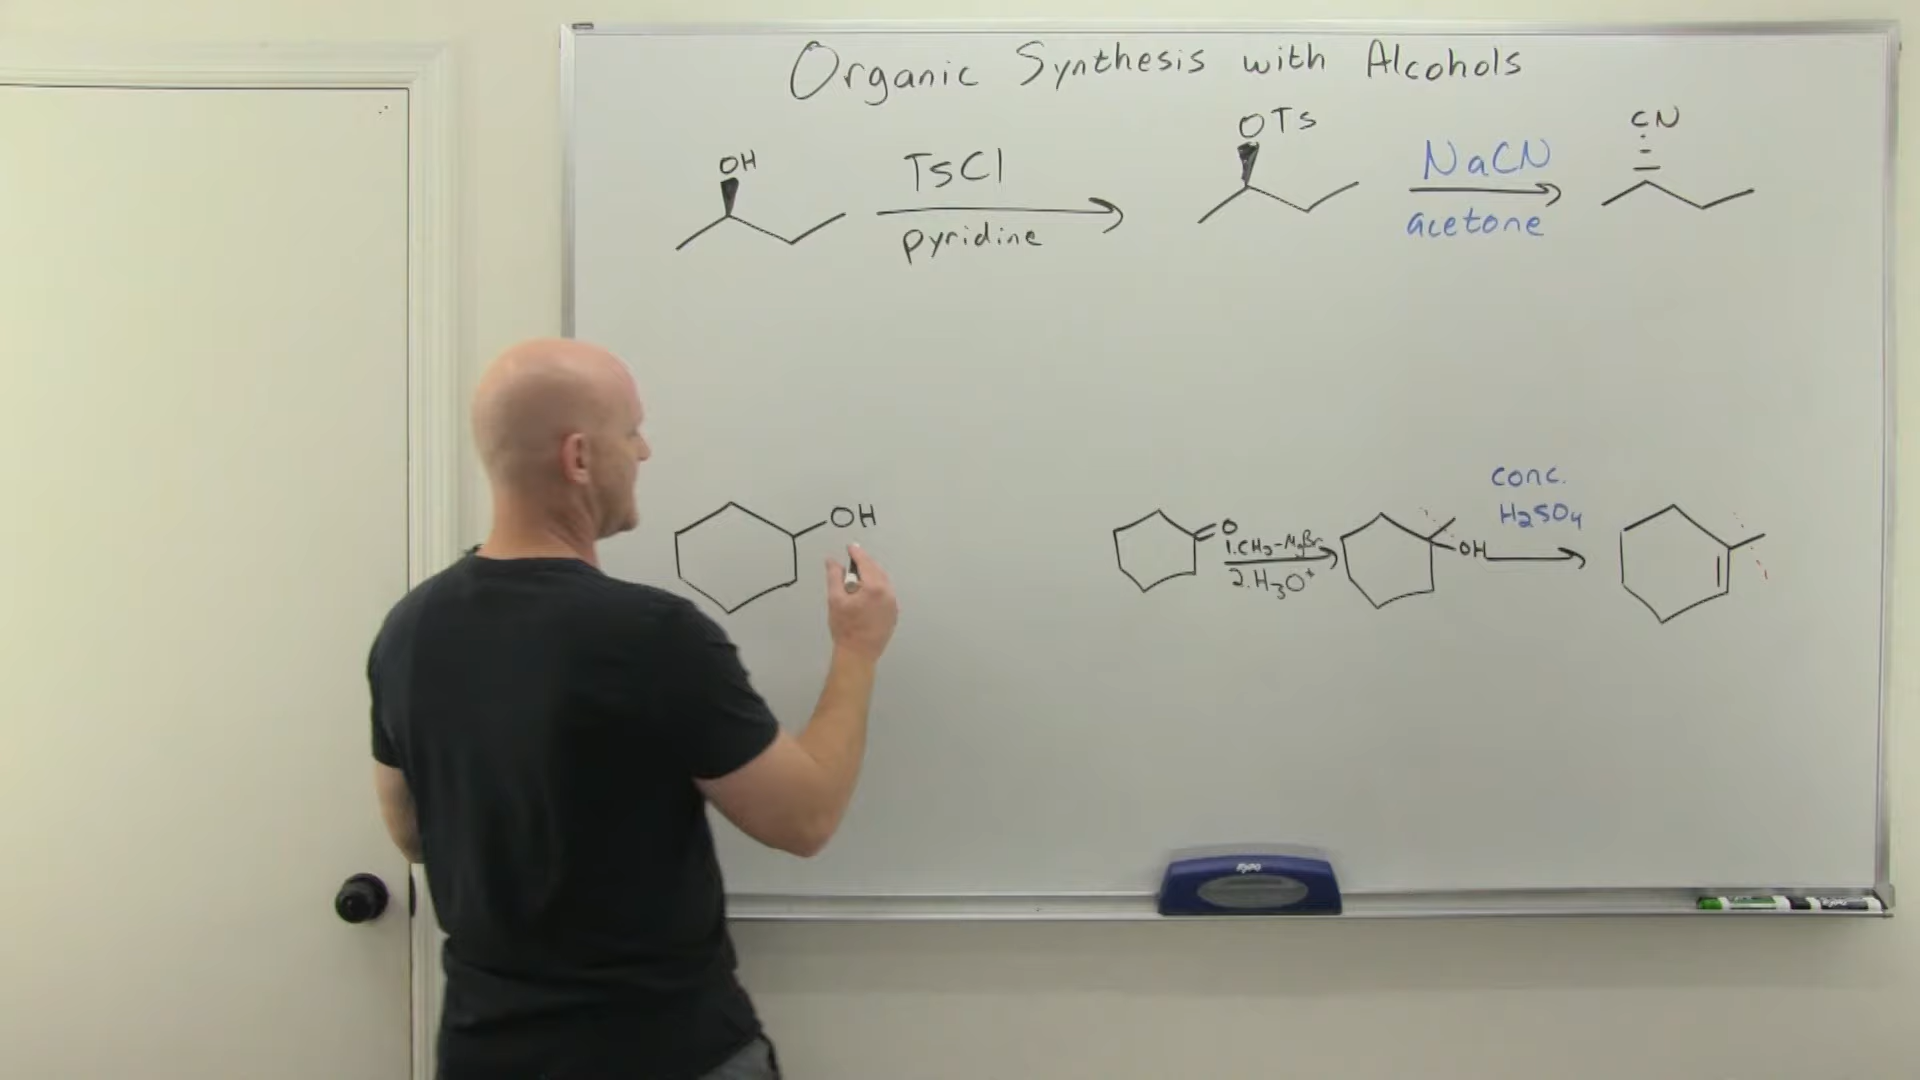 Organic Synthesis with Alcohols
OH
TsCl
pyridine
OTs
NaCN
acetone
CN
OH
O
1. CH3-MgBr
2. H3O+
OH
conc.
H2SO4
Expo